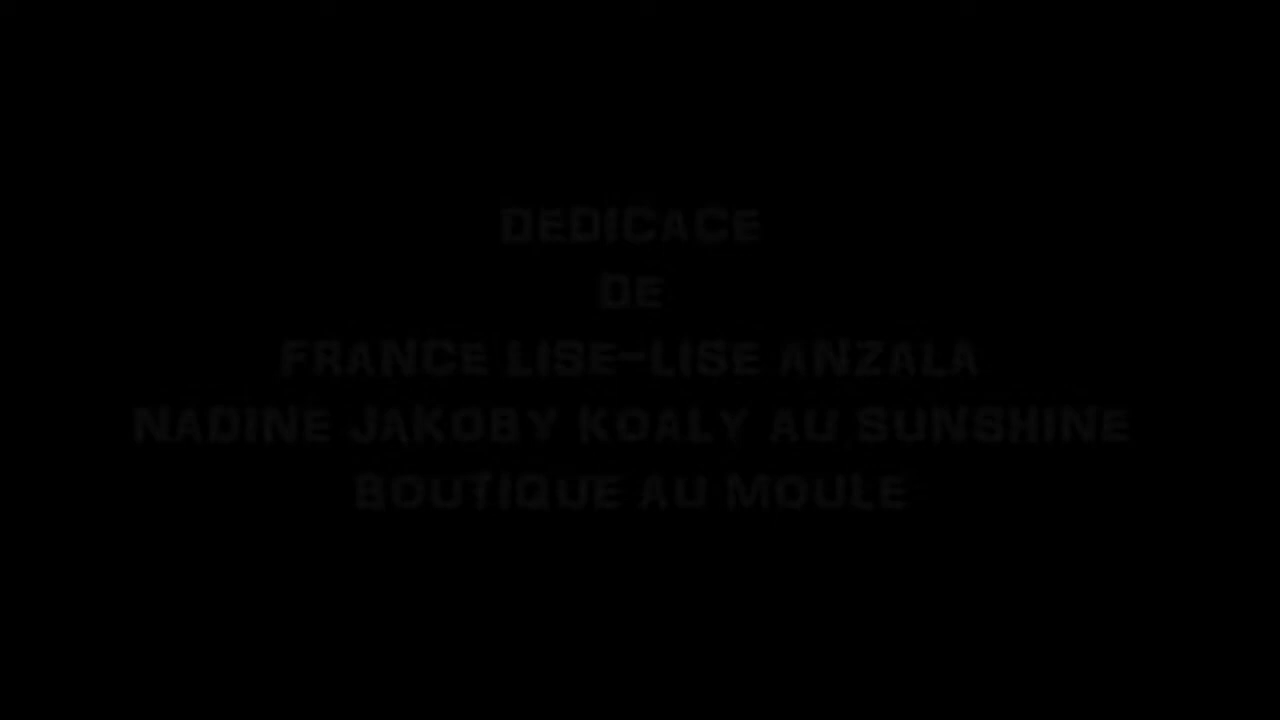 DEDICACE
DE
FRANCE LISE-LISE ANZALA
NADINE JAKOBY KOALY AU SUNSHINE
BOUTIQUE AU MOULE